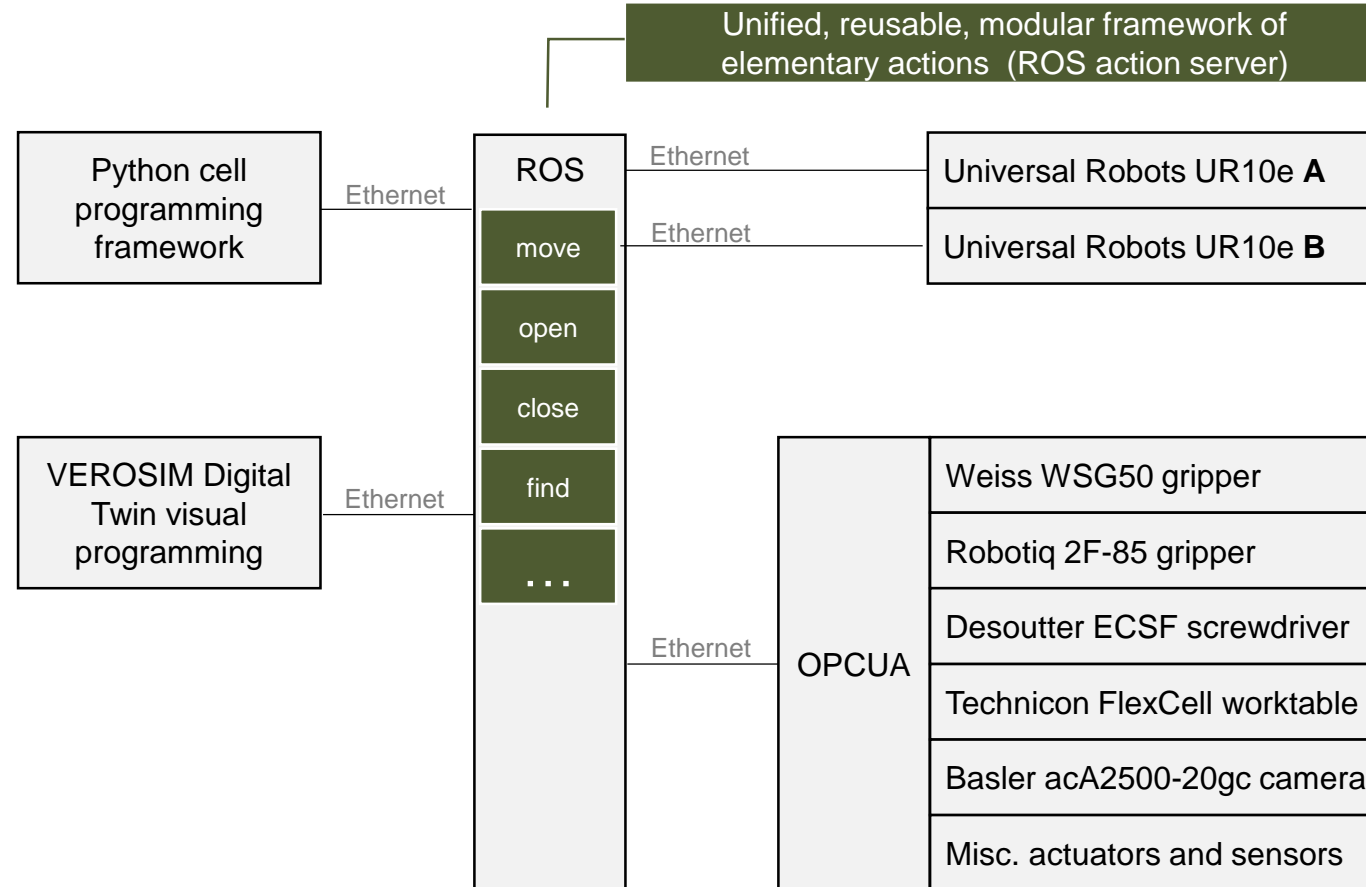 Unified, reusable, modular framework of
elementary actions (ROS action server)
Python cell
programming
framework
Ethernet
ROS
Ethernet
Universal Robots UR10e A
move
Ethernet
Universal Robots UR10e B
open
close
VEROSIM Digital
Twin visual
programming
Ethernet
find
...
Ethernet
OPCUA
Weiss WSG50 gripper
Robotiq 2F-85 gripper
Desoutter ECSF screwdriver
Technicon FlexCell worktable
Basler acA2500-20gc camera
Misc. actuators and sensors